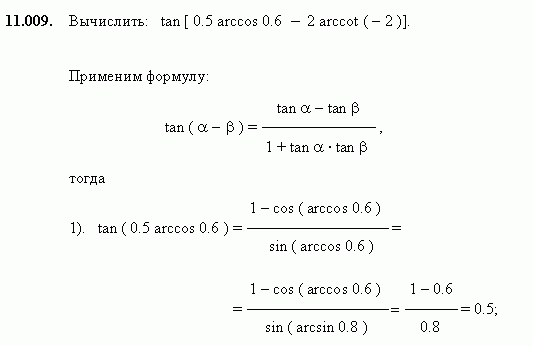 11.009. Вычислить: tan [ 0.5 arccos 0.6 − 2 arccot ( − 2 )].
Применим формулу:
tan ( α − β ) = (tan α − tan β) / (1 + tan α · tan β) ,
тогда
1). tan ( 0.5 arccos 0.6 ) = (1 − cos ( arccos 0.6 )) / (sin ( arccos 0.6 )) =
= (1 − cos ( arccos 0.6 )) / (sin ( arcsin 0.8 )) = (1 − 0.6) / (0.8) = 0.5;